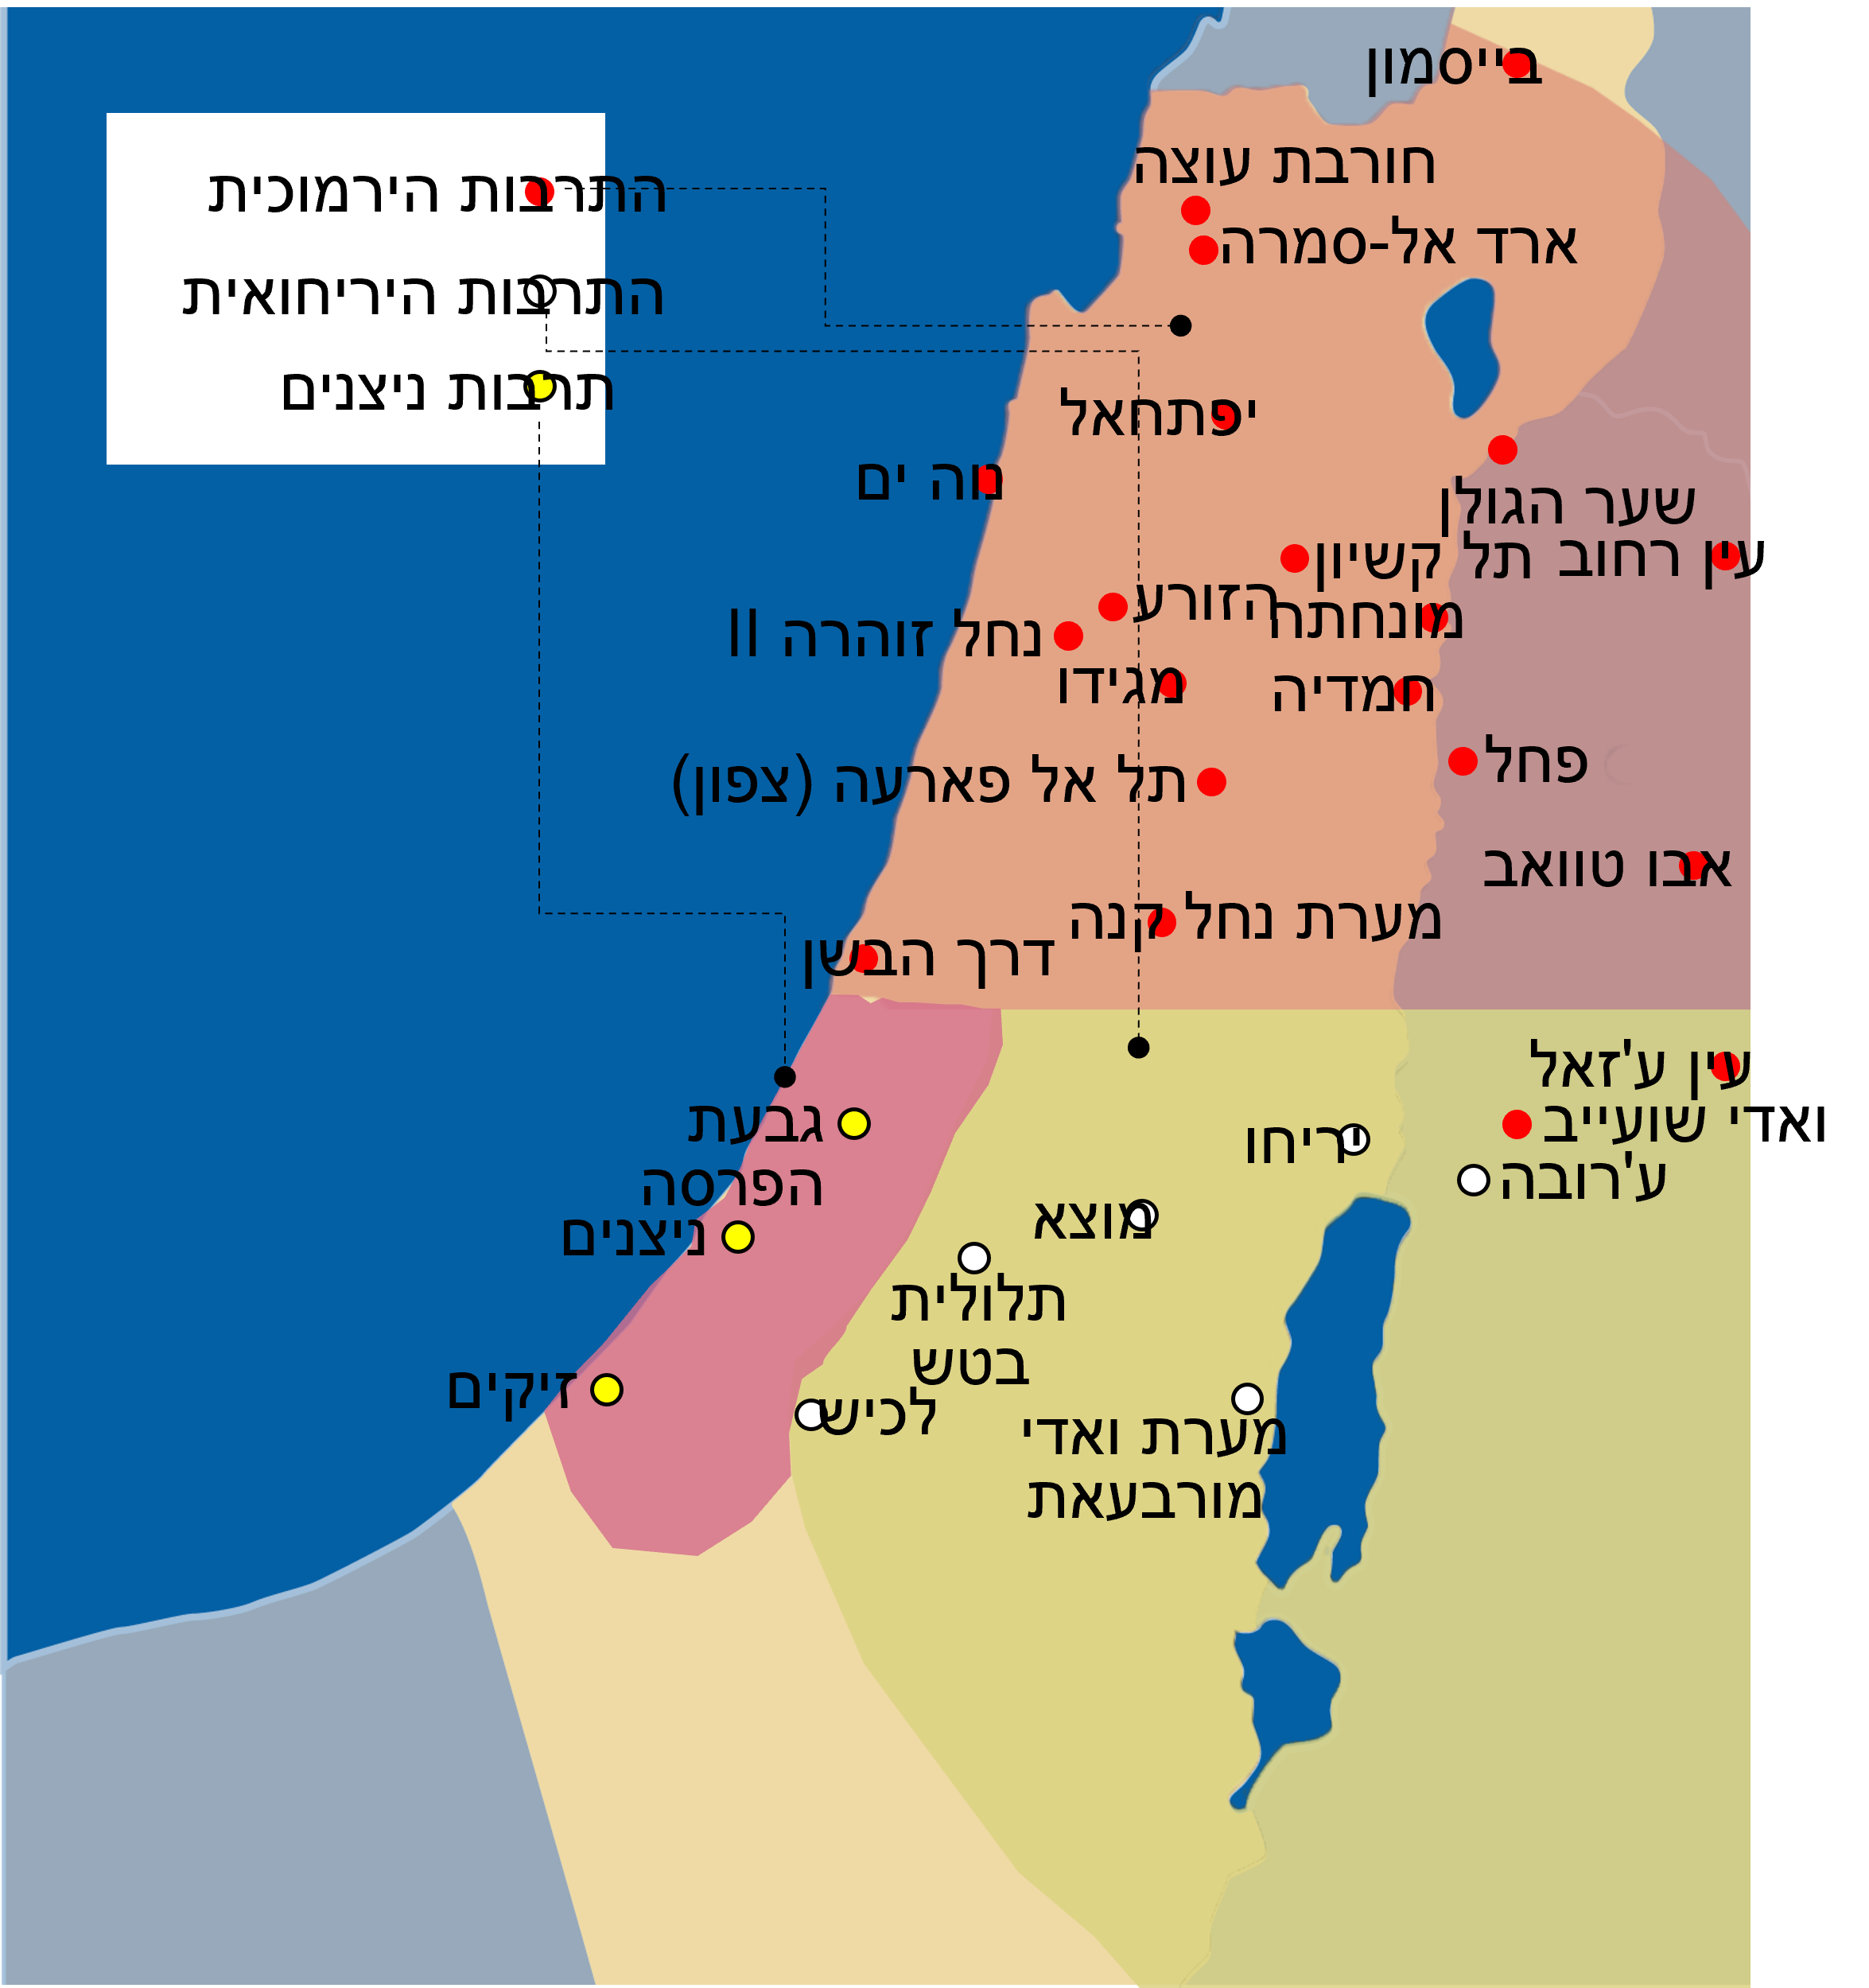 התרבות הירמוכית
התרבות היריחואית
תרבות ניצנים
בייסמון
חורבת עוצה
ארד אל-סמרה
יפתחאל
נוה ים
שער הגולן
עין רחוב
תל קשיון
הזורע
מונחתה
נחל זוהרה II
מגידו
חמדיה
פחל
תל אל פארעה (צפון)
אבו טוואב
מערת נחל קנה
דרך הבשן
עין ע'זאל
ואדי שועייב
ע'רובה
גבעת
הפרסה
יריחו
מוצא
ניצנים
תלולית
בטש
זיקים
לכיש
מערת ואדי
מורבעאת